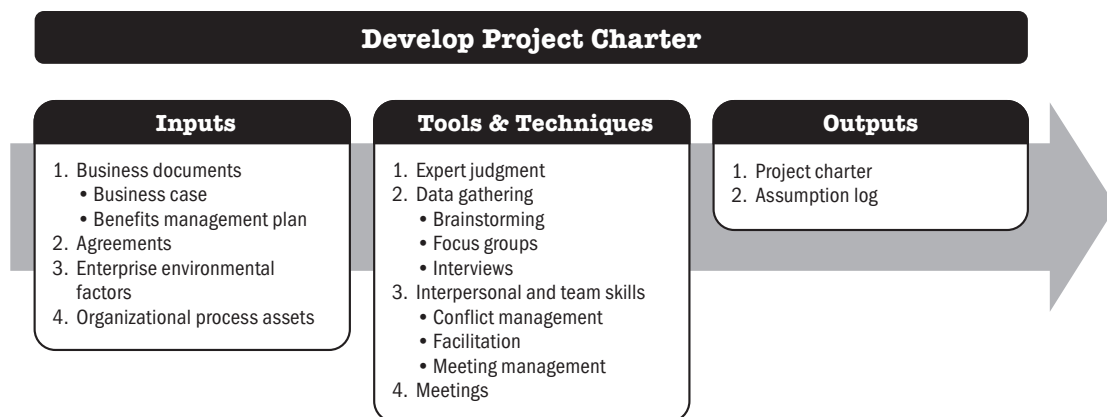 Develop Project Charter
Inputs
1. Business documents
• Business case
• Benefits management plan
2. Agreements
3. Enterprise environmental
factors
4. Organizational process assets
Tools & Techniques
1. Expert judgment
2. Data gathering
• Brainstorming
• Focus groups
• Interviews
3. Interpersonal and team skills
• Conflict management
• Facilitation
• Meeting management
4. Meetings
Outputs
1. Project charter
2. Assumption log